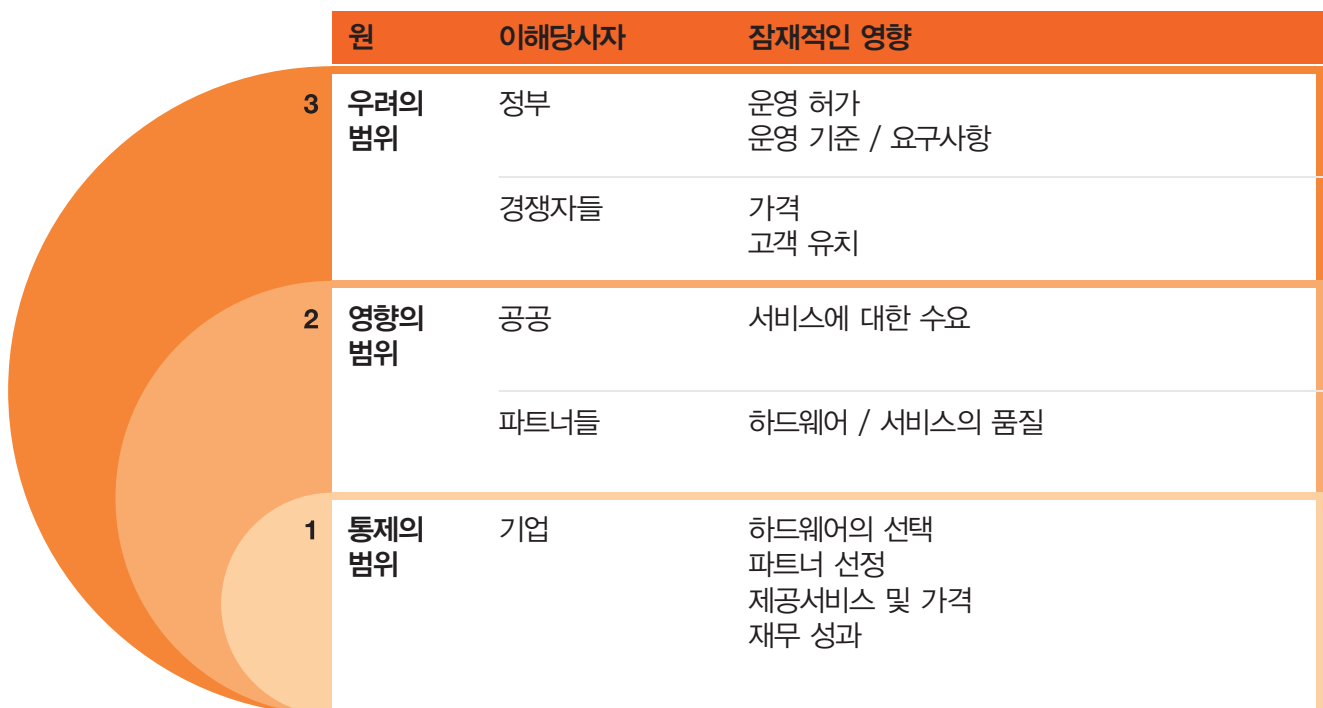 원 이해당사자 잠재적인 영향
3 우려의 정부 운영 허가
범위 운영 기준 / 요구사항
경쟁자들 가격
고객 유치
2 영향의 공공 서비스에 대한 수요
범위
파트너들 하드웨어 / 서비스의 품질
1 통제의 기업 하드웨어의 선택
범위 파트너 선정
제공서비스 및 가격
재무 성과